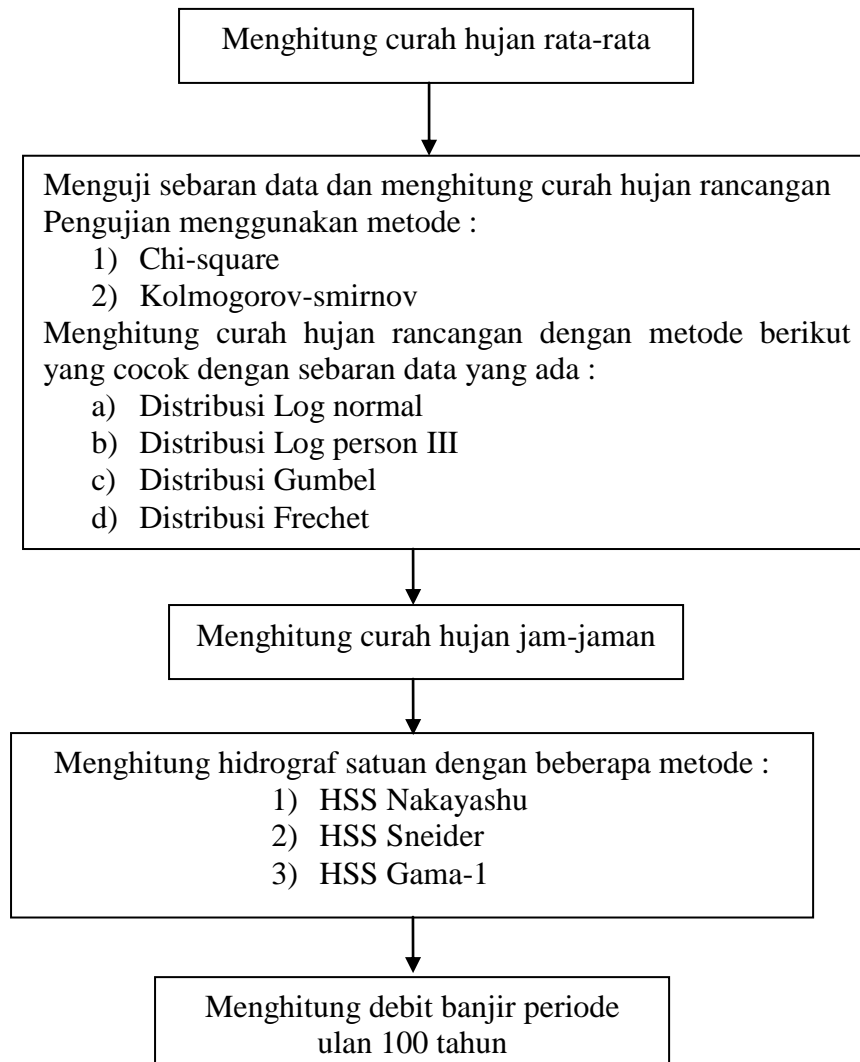 Menghitung curah hujan rata-rata
Menguji sebaran data dan menghitung curah hujan rancangan
Pengujian menggunakan metode :
1) Chi-square
2) Kolmogorov-smirnov
Menghitung curah hujan rancangan dengan metode berikut
yang cocok dengan sebaran data yang ada :
a) Distribusi Log normal
b) Distribusi Log person III
c) Distribusi Gumbel
d) Distribusi Frechet
Menghitung curah hujan jam-jaman
Menghitung hidrograf satuan dengan beberapa metode :
1) HSS Nakayashu
2) HSS Sneider
3) HSS Gama-1
Menghitung debit banjir periode
ulan 100 tahun